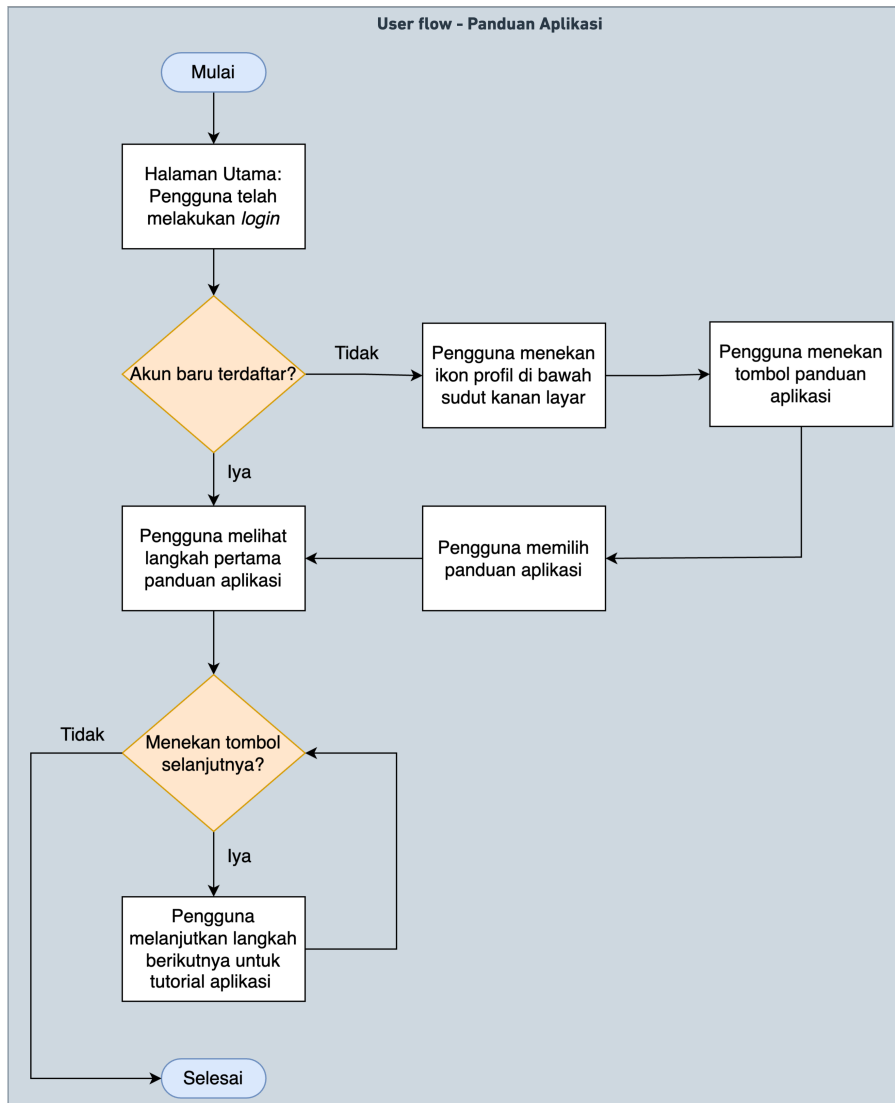 User flow - Panduan Aplikasi
Mulai
Halaman Utama:
Pengguna telah
melakukan login
Akun baru terdaftar?
Tidak
Pengguna menekan
ikon profil di bawah
sudut kanan layar
Pengguna menekan
tombol panduan
aplikasi
Iya
Pengguna melihat
langkah pertama
panduan aplikasi
Pengguna memilih
panduan aplikasi
Tidak
Menekan tombol
selanjutnya?
Iya
Pengguna
melanjutkan langkah
berikutnya untuk
tutorial aplikasi
Selesai